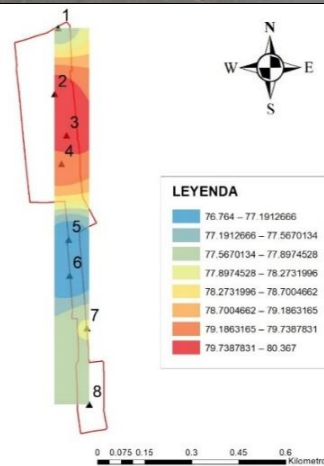 1
N
2
W
E
3
S
4
LEYENDA
76.764 – 77.1912666
77.1912666 – 77.5670134
77.5670134 – 77.8974528
5
77.8974528 – 78.2731996
6
78.2731996 – 78.7004662
78.7004662 – 79.1863165
79.1863165 – 79.7387831
7
79.7387831 – 80.367
8
0 0.075 0.15 0.3 0.45 0.6
Kilometro